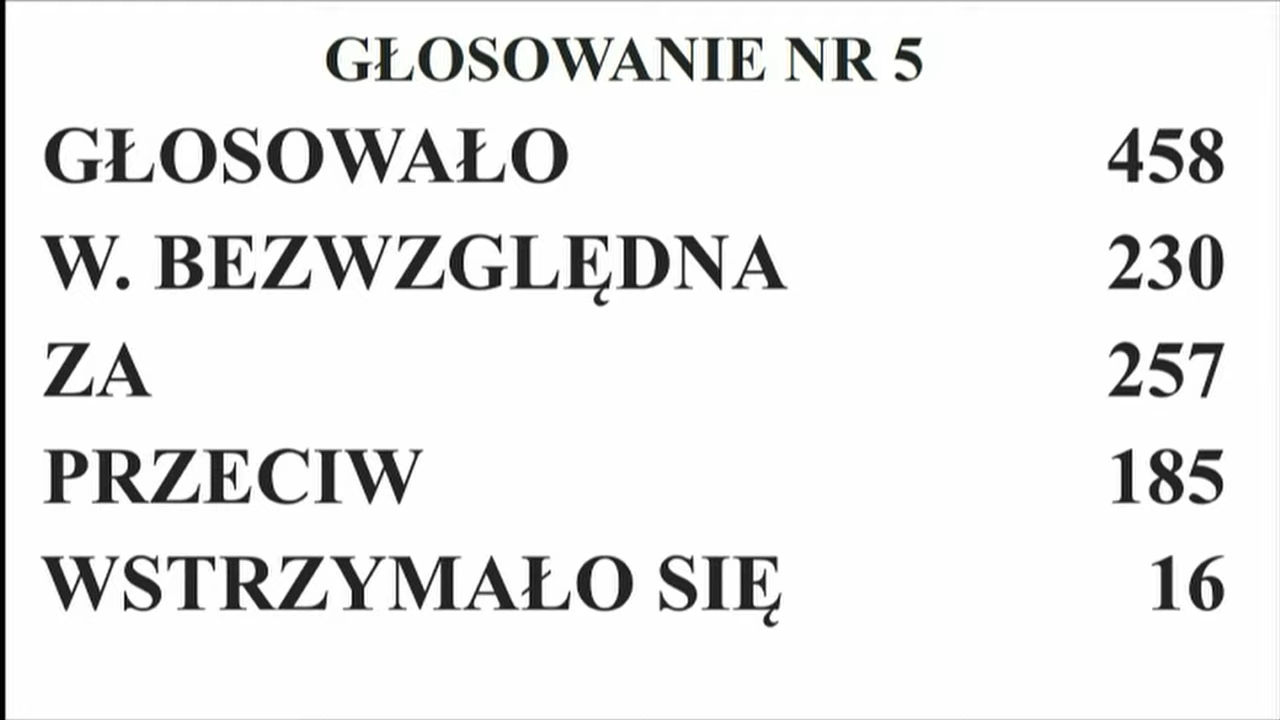 GŁOSOWANIE NR 5
GŁOSOWAŁO 458
W. BEZWZGLĘDNA 230
ZA 257
PRZECIW 185
WSTRZYMAŁO SIĘ 16